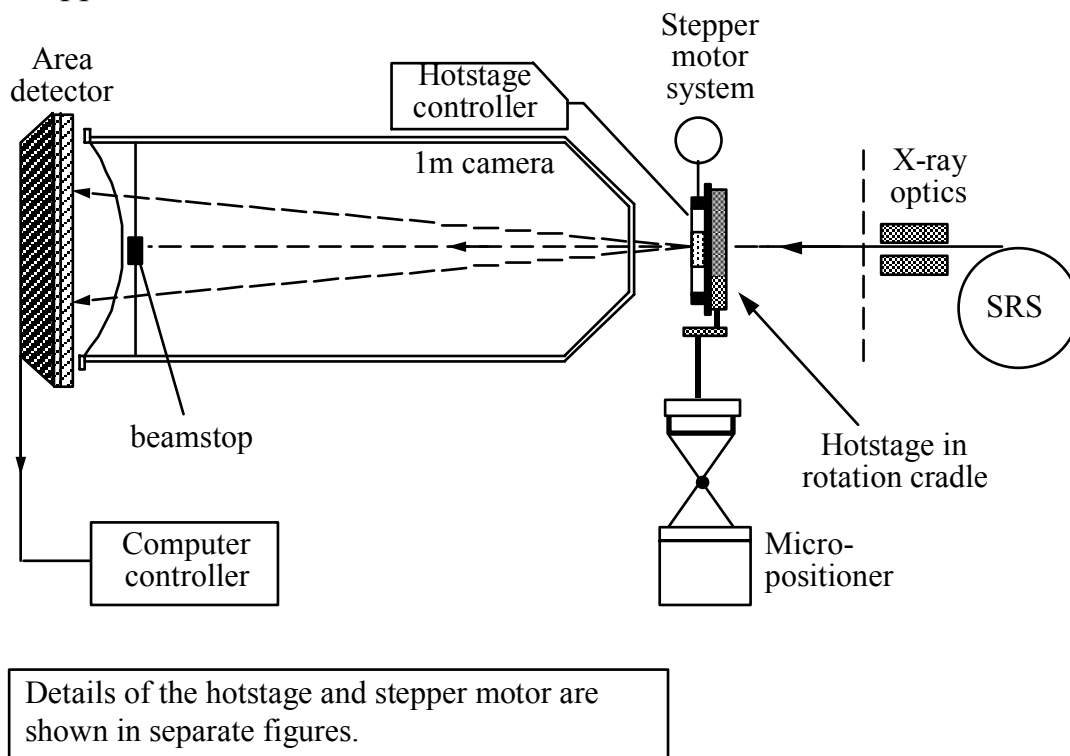 Stepper
motor
system
Area
detector
Hotstage
controller
1m camera
X-ray
optics
SRS
beamstop
Hotstage in
rotation cradle
Computer
controller
Micro-
positioner
Details of the hotstage and stepper motor are
shown in separate figures.